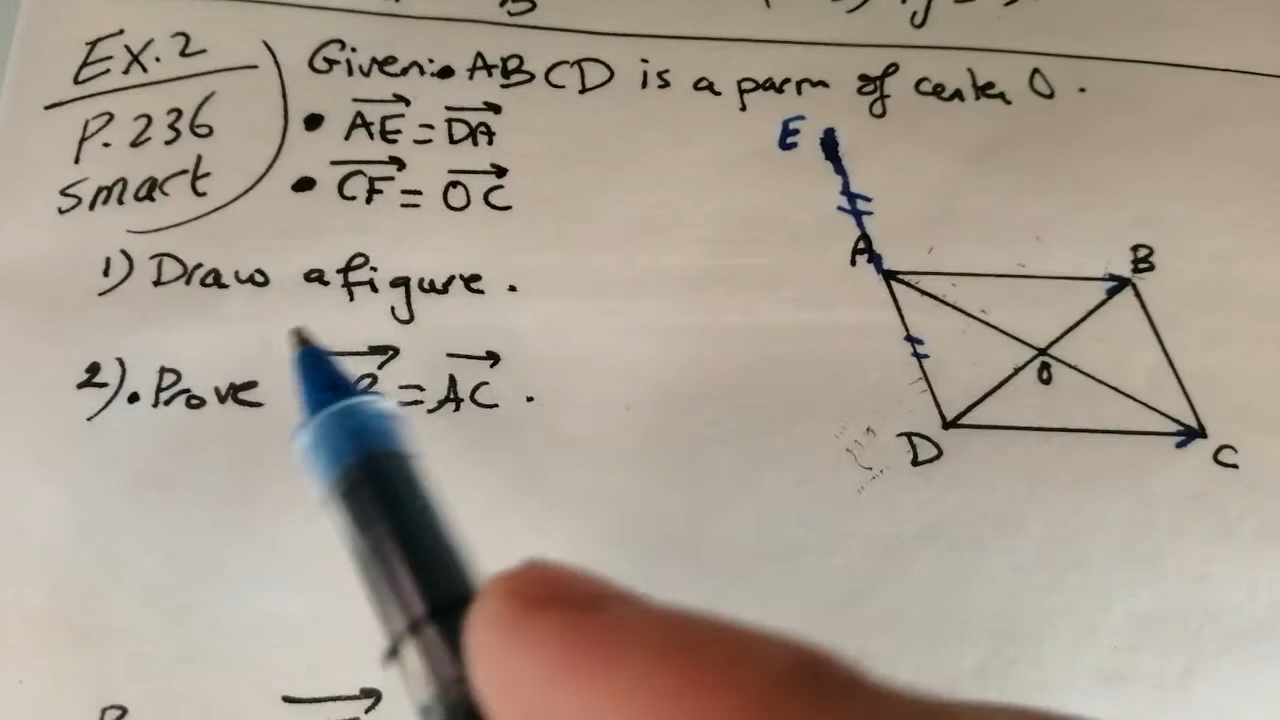 Ex.2
P.236
smart
Given: • ABCD is a parm of center O.
• AE = DA
• CF = OC
1) Draw a figure.
2). Prove = AC.
E
A
B
O
D
C